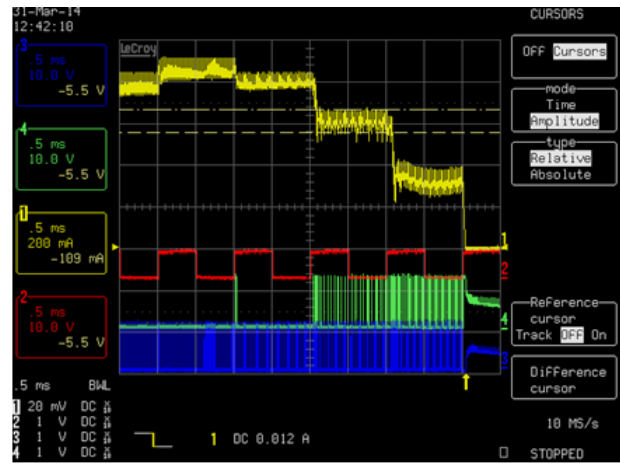 31-Mar-14
12:42:10
CURSORS
LeCroy
3
.5 ms
10.0 V
-5.5 V
OFF Cursors
mode
Time
Amplitude
4
.5 ms
10.0 V
-5.5 V
type
Relative
Absolute
1
.5 ms
200 mA
-109 mA
1
2
2
.5 ms
10.0 V
-5.5 V
4
3
Reference
cursor
Track OFF On
Difference
cursor
.5 ms BWL
1 20 mV DC
2 1 V DC
3 1 V DC
4 1 V DC
1 DC 0.012 A
10 MS/s
STOPPED